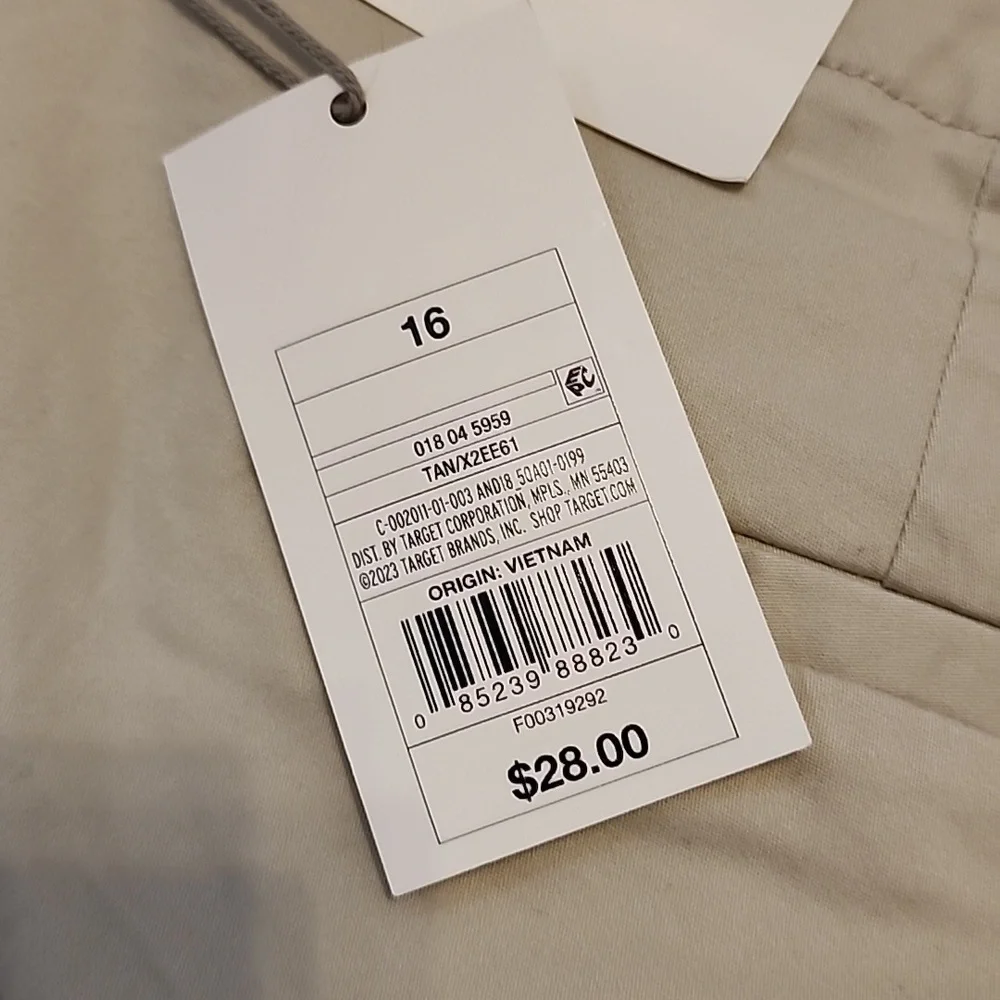 16
EPC
018 04 5959
TAN/X2EE61
C-002011-01-003 AND18_50A01-0199
DIST. BY TARGET CORPORATION, MPLS., MN 55403
©2023 TARGET BRANDS, INC. SHOP TARGET.COM
ORIGIN: VIETNAM
0 85239 88823 0
F00319292
$28.00